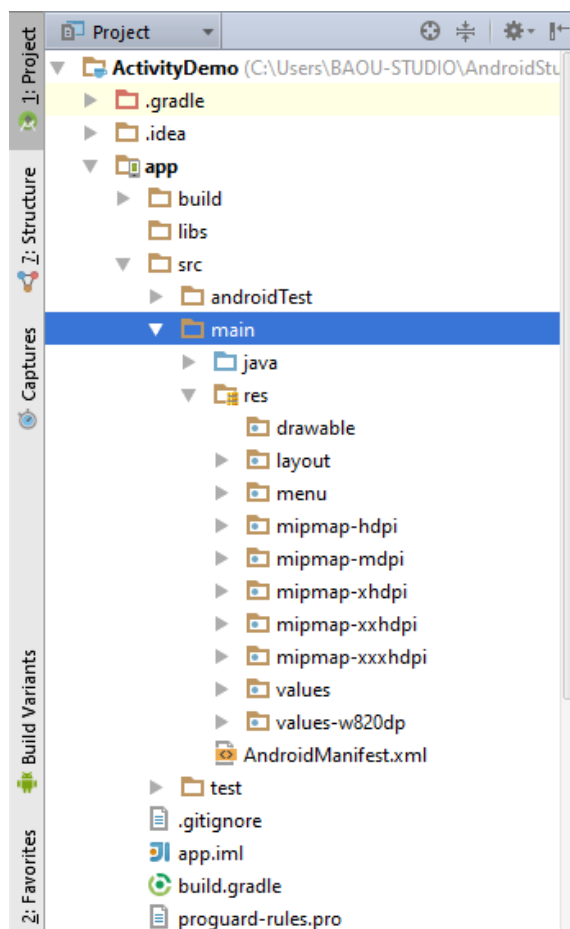 Project
ActivityDemo (C:\Users\BAOU-STUDIO\AndroidStu
.gradle
.idea
app
build
libs
src
androidTest
main
java
res
drawable
layout
menu
mipmap-hdpi
mipmap-mdpi
mipmap-xhdpi
mipmap-xxhdpi
mipmap-xxxhdpi
values
values-w820dp
AndroidManifest.xml
test
.gitignore
app.iml
build.gradle
proguard-rules.pro
1: Project
7: Structure
Captures
Build Variants
2: Favorites